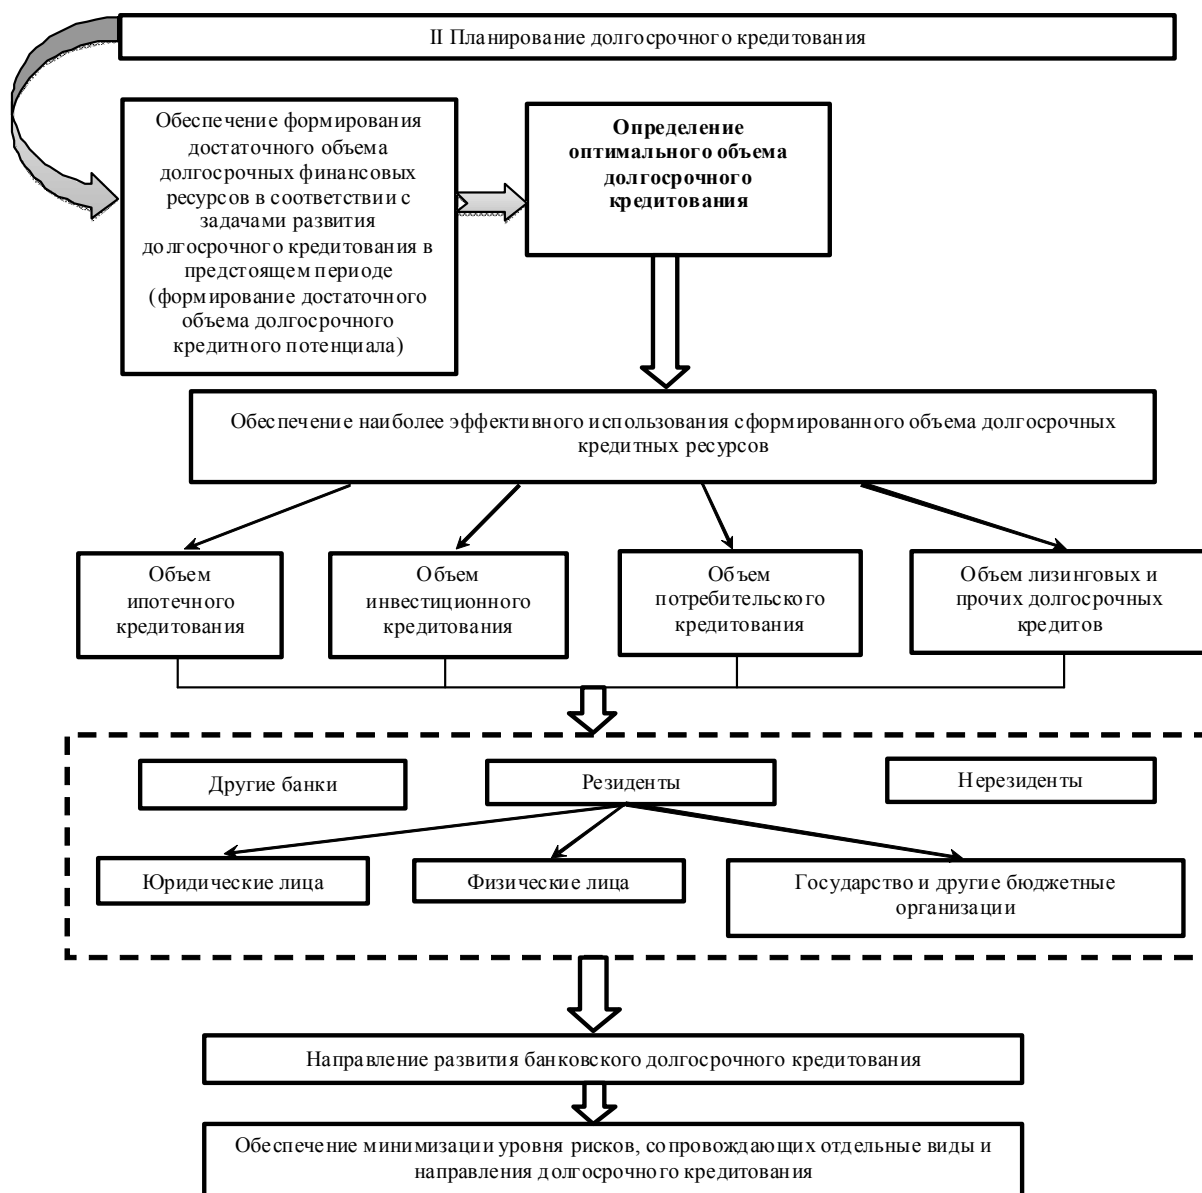 II Планирование долгосрочного кредитования
Обеспечение формирования
достаточного объема
долгосрочных финансовых
ресурсов в соответствии с
задачами развития
долгосрочного кредитования в
предстоящем периоде
(формирование достаточного
объема долгосрочного
кредитного потенциала)
Определение
оптимального объема
долгосрочного
кредитования
Обеспечение наиболее эффективного использования сформированного объема долгосрочных
кредитных ресурсов
Объем
ипотечного
кредитования
Объем
инвестиционного
кредитования
Объем
потребительского
кредитования
Объем лизинговых и
прочих долгосрочных
кредитов
Другие банки
Резиденты
Нерезиденты
Юридические лица
Физические лица
Государство и другие бюджетные
организации
Направление развития банковского долгосрочного кредитования
Обеспечение минимизации уровня рисков, сопровождающих отдельные виды и
направления долгосрочного кредитования